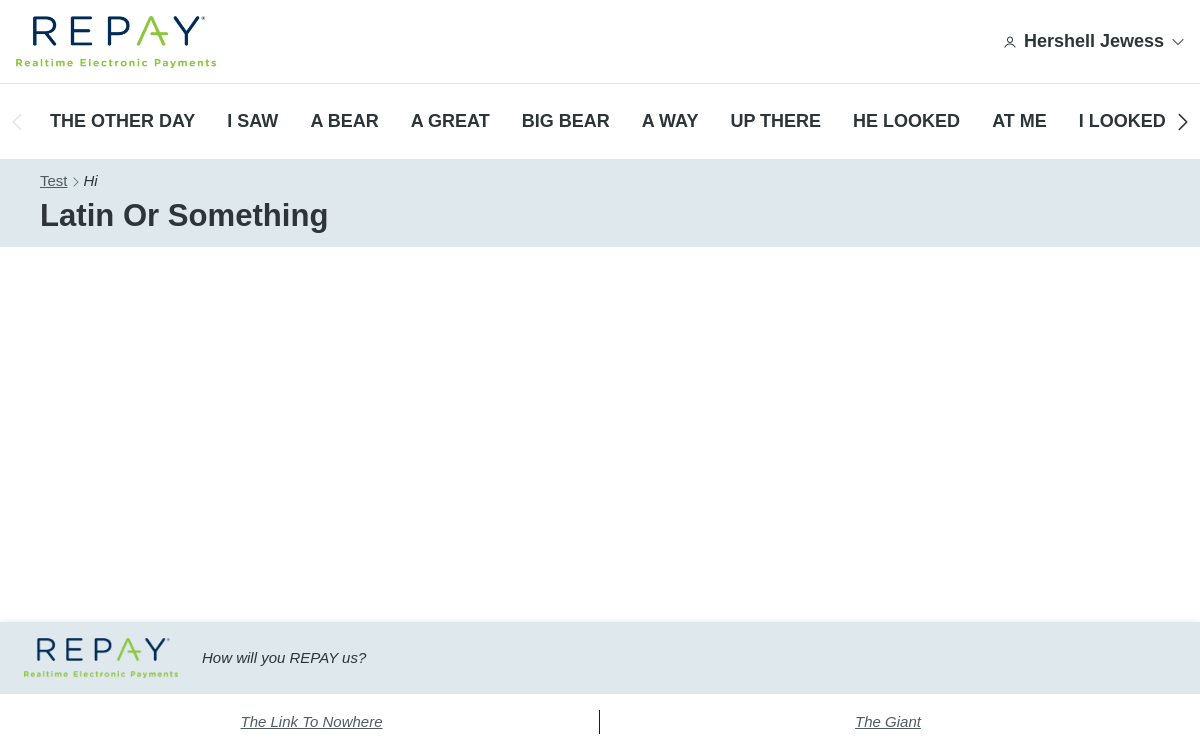 REPAY®
Realtime Electronic Payments
Hershell Jewess
THE OTHER DAY I SAW A BEAR A GREAT BIG BEAR A WAY UP THERE HE LOOKED AT ME I LOOKED
Test Hi
Latin Or Something
REPAY®
Realtime Electronic Payments
How will you REPAY us?
The Link To Nowhere
The Giant